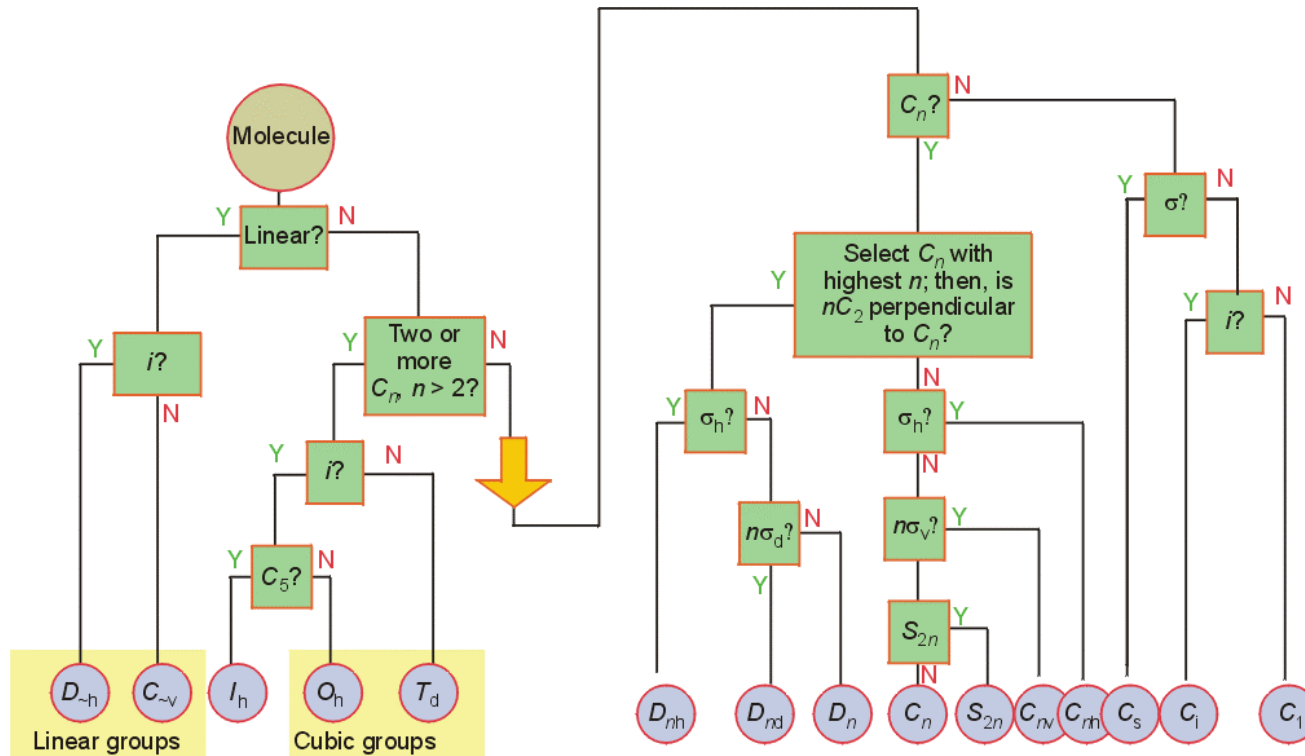 Molecule
Y
N
Linear?
Y
i?
N
Y
Two or
more
Cₙ, n > 2?
N
Y
i?
N
Y
C₅?
N
D~h
C~v
Iₕ
Oₕ
T_d
Linear groups
Cubic groups
Cₙ?
N
Y
Y
σ?
N
Y
i?
N
Select Cₙ with
highest n; then, is
nC₂ perpendicular
to Cₙ?
Y
N
Y
σₕ?
N
σₕ?
Y
N
nσ_d?
N
Y
nσᵥ?
Y
S₂ₙ
Y
N
Dₙₕ
Dₙd
Dₙ
Cₙ
S₂ₙ
Cₙᵥ
Cₙₕ
Cₛ
Cᵢ
C₁